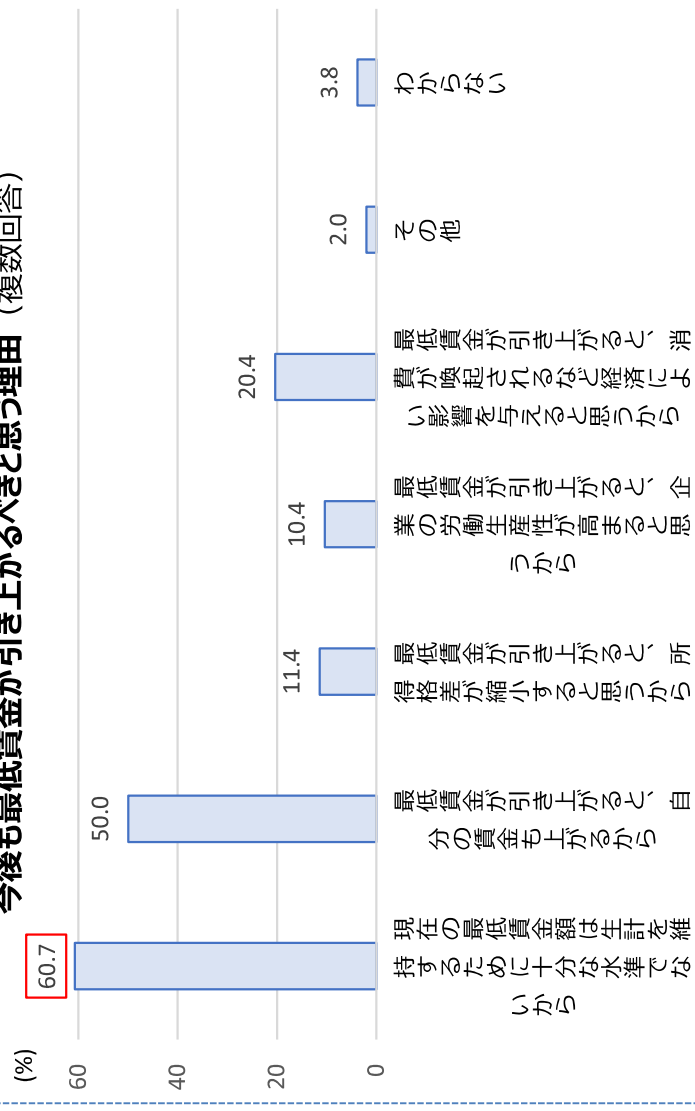 今後も最低賃金が引き上がるべきと思う理由（複数回答）
(%)
60
40
20
0
60.7
50.0
11.4
10.4
20.4
2.0
3.8
現在の最低賃金額は生計を維
持するために十分な水準でな
いから
最低賃金が引き上がると、自
分の賃金も上がるから
最低賃金が引き上がると、所
得格差が縮小すると思うから
最低賃金が引き上がると、企
業の労働生産性が高まると思
うから
最低賃金が引き上がると、消
費が喚起されるなど経済によ
い影響を与えると思うから
その他
わからない